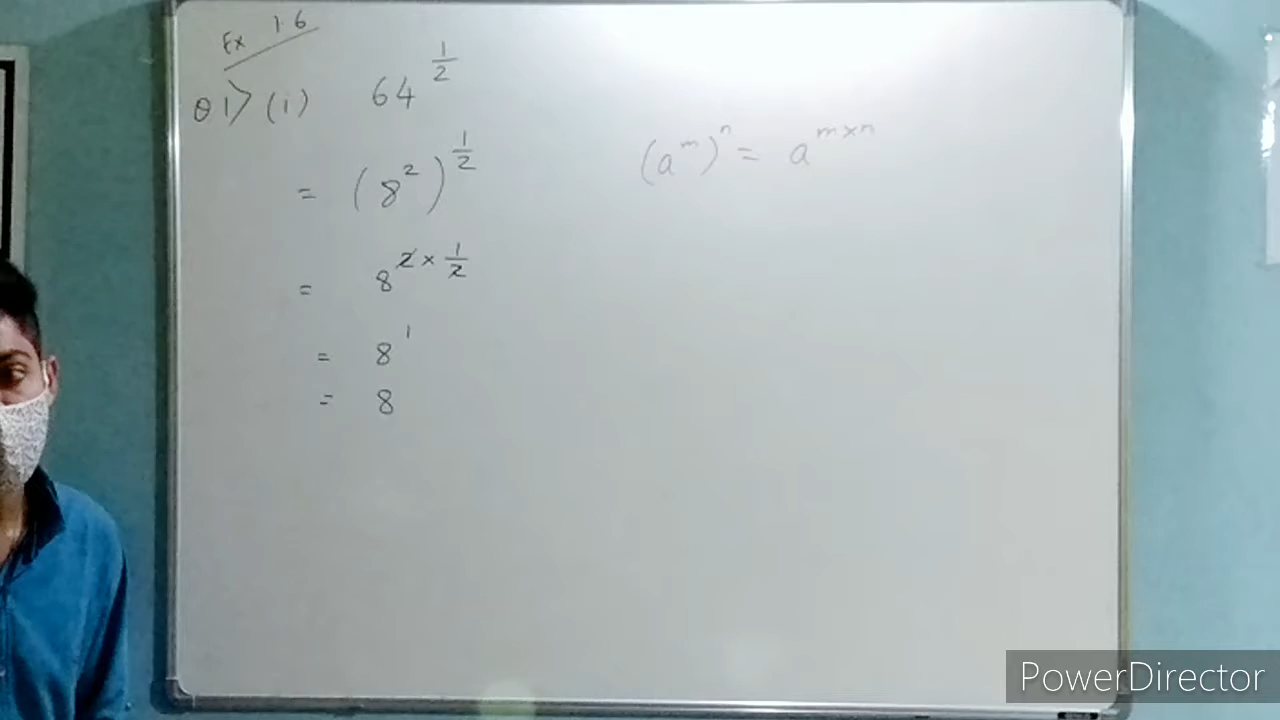 Ex 1.6
Q1> (i) 64^{1/2}
= (8^2)^{1/2}
(a^m)^n = a^{m×n}
= 8^{2×1/2}
= 8^1
= 8
PowerDirector